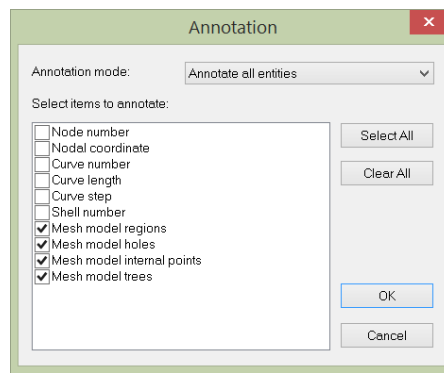 Annotation
Annotation mode: Annotate all entities
Select items to annotate:
Node number
Nodal coordinate
Curve number
Curve length
Curve step
Shell number
Mesh model regions
Mesh model holes
Mesh model internal points
Mesh model trees
Select All
Clear All
OK
Cancel